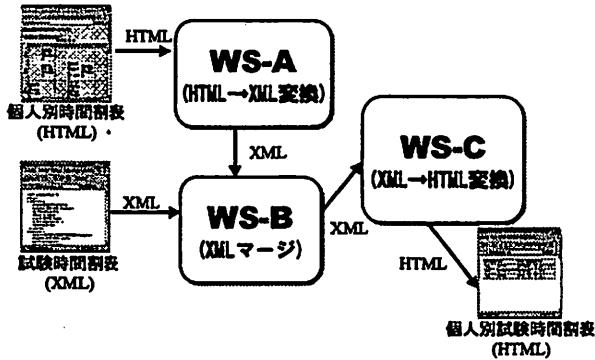 HTML
WS-A
(HTML→XML変換)
個人別時間割表
(HTML)
XML
WS-C
(XML→HTML変換)
XML
WS-B
(XMLマージ)
XML
試験時間割表
(XML)
HTML
個人別試験時間割表
(HTML)